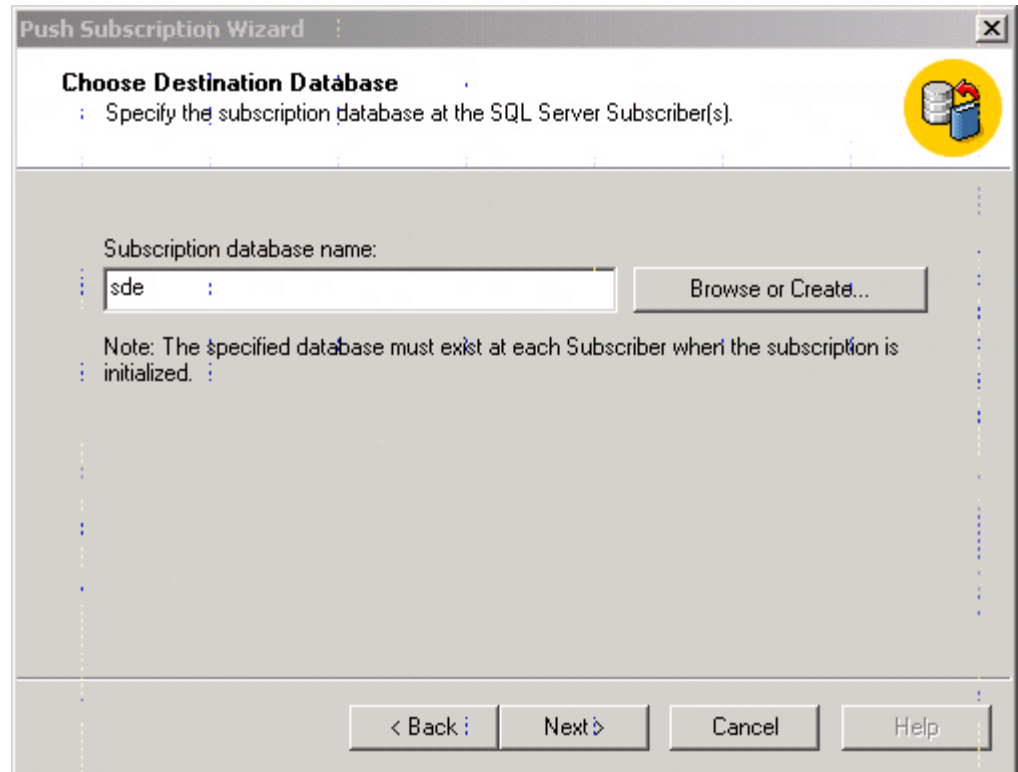 Push Subscription Wizard
Choose Destination Database
Specify the subscription database at the SQL Server Subscriber(s).
Subscription database name:
sde
Browse or Create...
Note: The specified database must exist at each Subscriber when the subscription is
initialized.
< Back
Next >
Cancel
Help